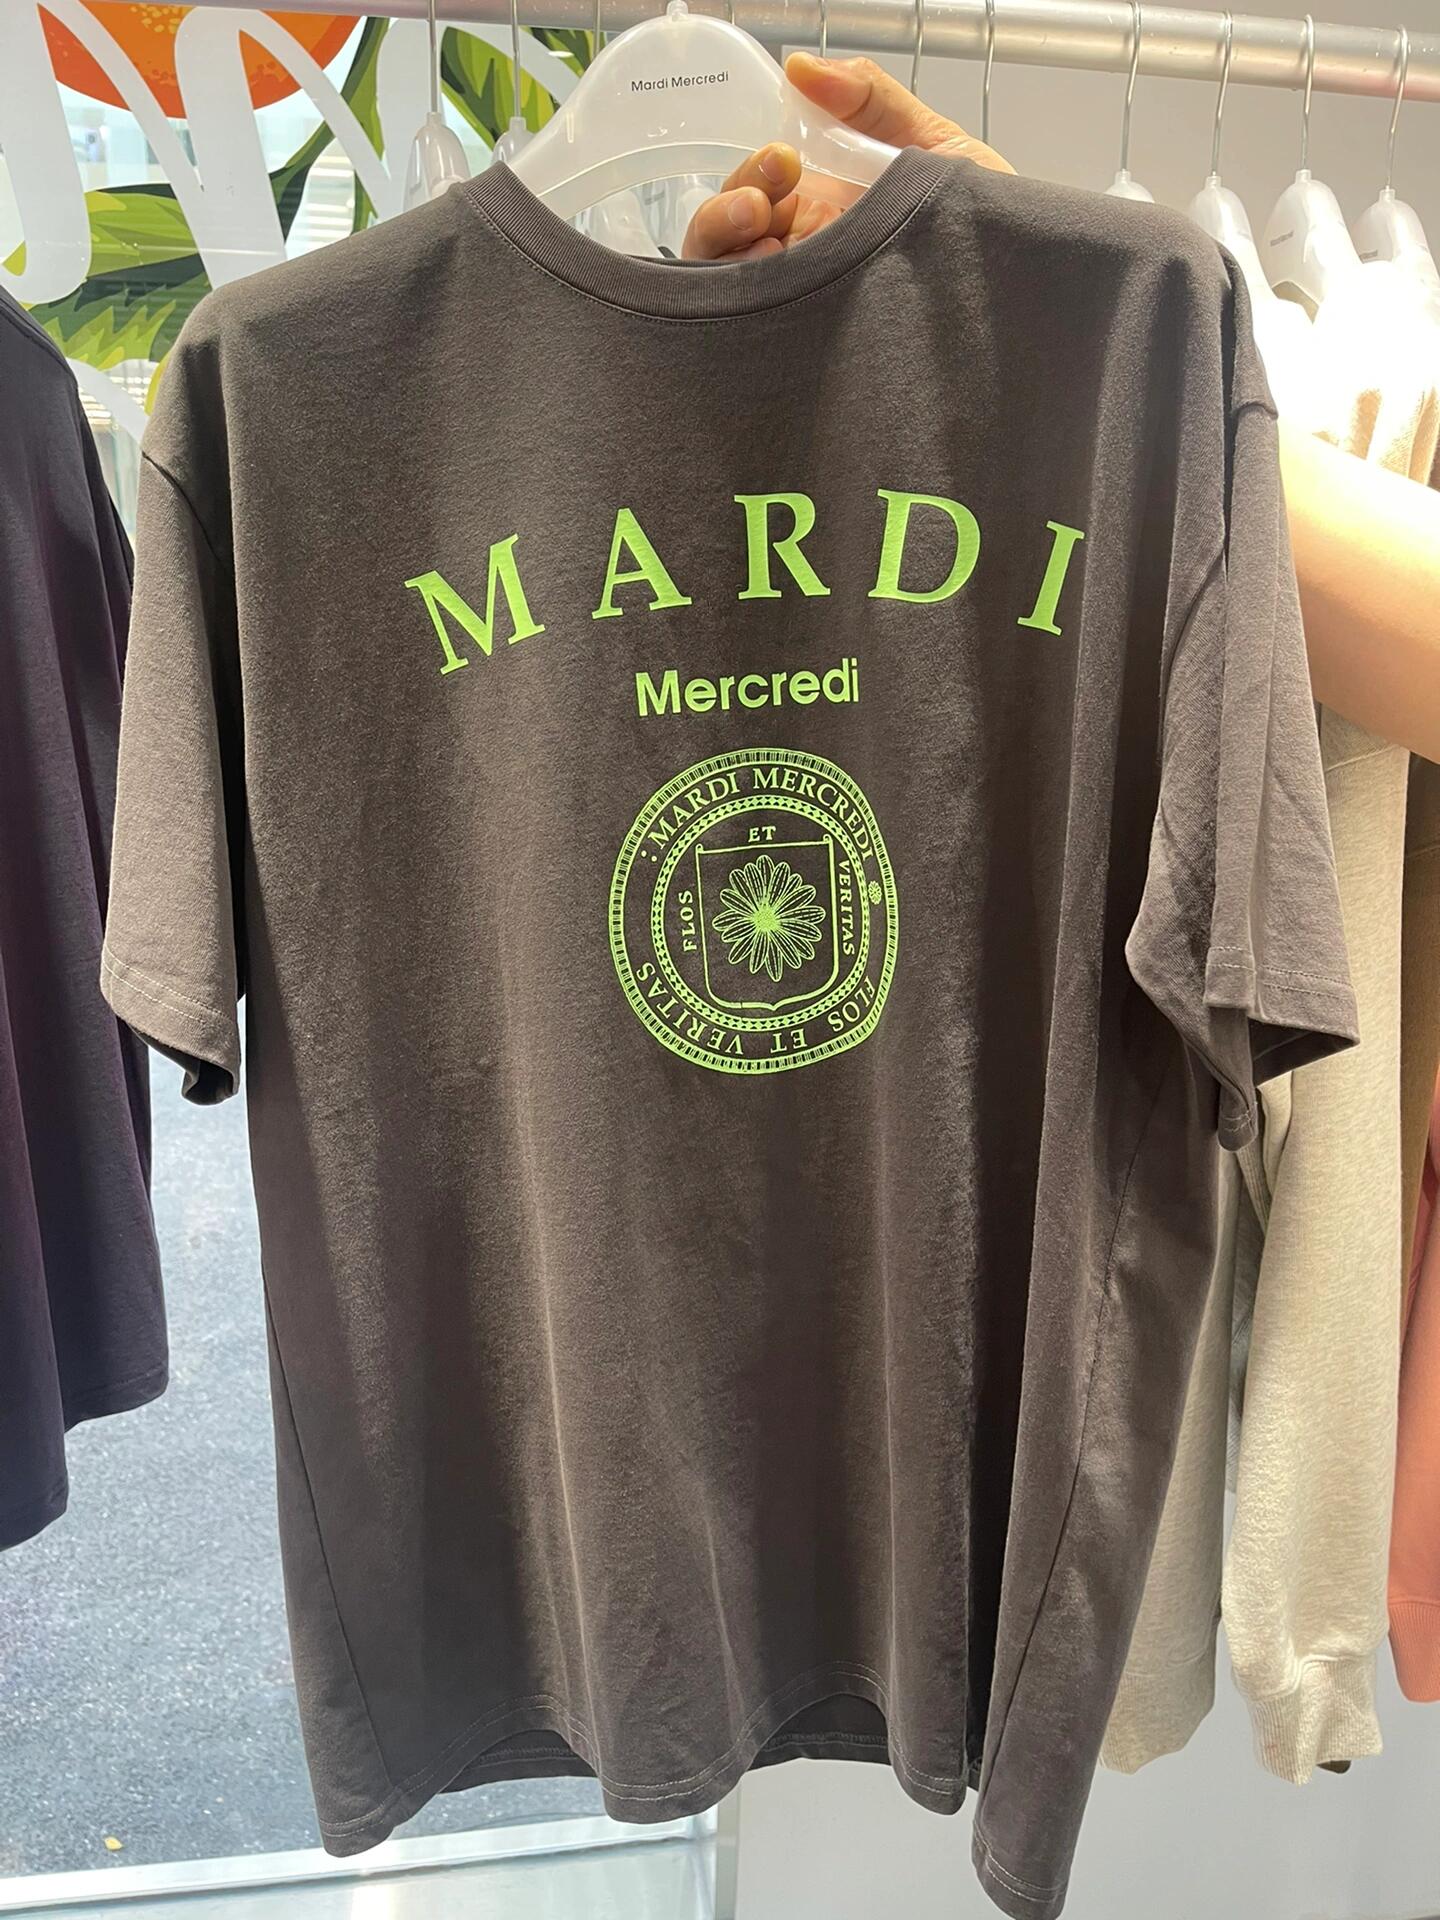 Mardi Mercredi
MARDI
Mercredi
MARDI MERCREDI
ET
FLOS
VERITAS
FLOS ET VERITAS